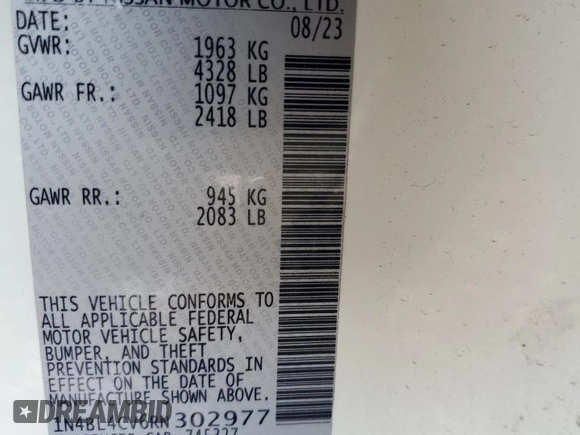 MFD BY NISSAN MOTOR CO., LTD.
DATE: 08/23
GVWR: 1963 KG
4328 LB
GAWR FR.: 1097 KG
2418 LB
GAWR RR.: 945 KG
2083 LB
THIS VEHICLE CONFORMS TO
ALL APPLICABLE FEDERAL
MOTOR VEHICLE SAFETY,
BUMPER, AND THEFT
PREVENTION STANDARDS IN
EFFECT ON THE DATE OF
MANUFACTURE SHOWN ABOVE.
1N4BL4CV6RN302977
DREAMBID